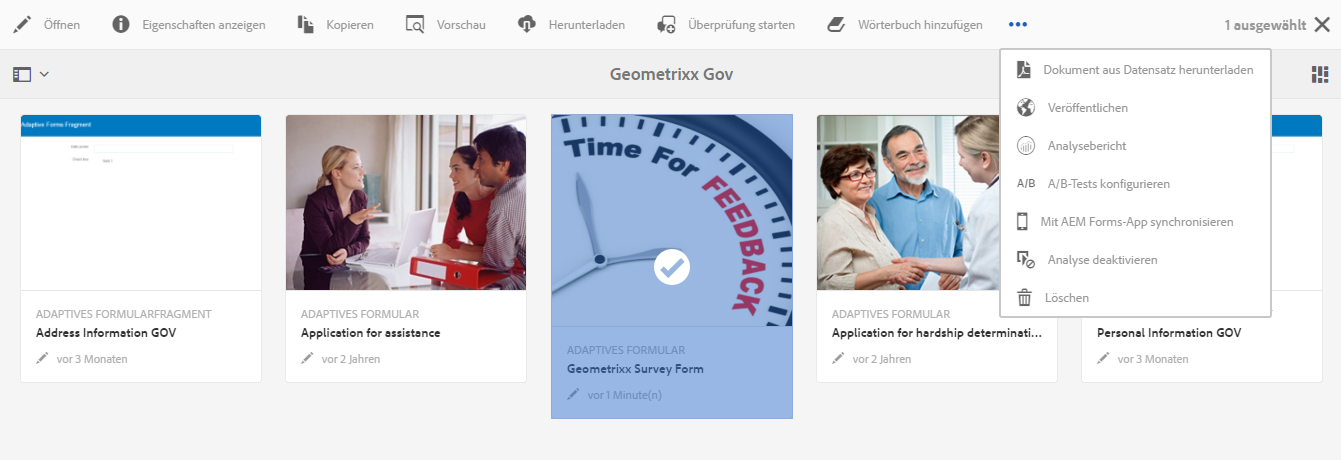 Öffnen
Eigenschaften anzeigen
Kopieren
Vorschau
Herunterladen
Überprüfung starten
Wörterbuch hinzufügen
1 ausgewählt
Geometrixx Gov
Dokument aus Datensatz herunterladen
Veröffentlichen
Analysebericht
A/B A/B-Tests konfigurieren
Mit AEM Forms-App synchronisieren
Analyse deaktivieren
Löschen
Adaptive Forms Fragment
ADAPTIVES FORMULARFRAGMENT
Address Information GOV
vor 3 Monaten
ADAPTIVES FORMULAR
Application for assistance
vor 2 Jahren
Time For
FEEDBACK
ADAPTIVES FORMULAR
Geometrixx Survey Form
vor 1 Minute(n)
ADAPTIVES FORMULAR
Application for hardship determinati...
vor 2 Jahren
Personal Information GOV
vor 3 Monaten